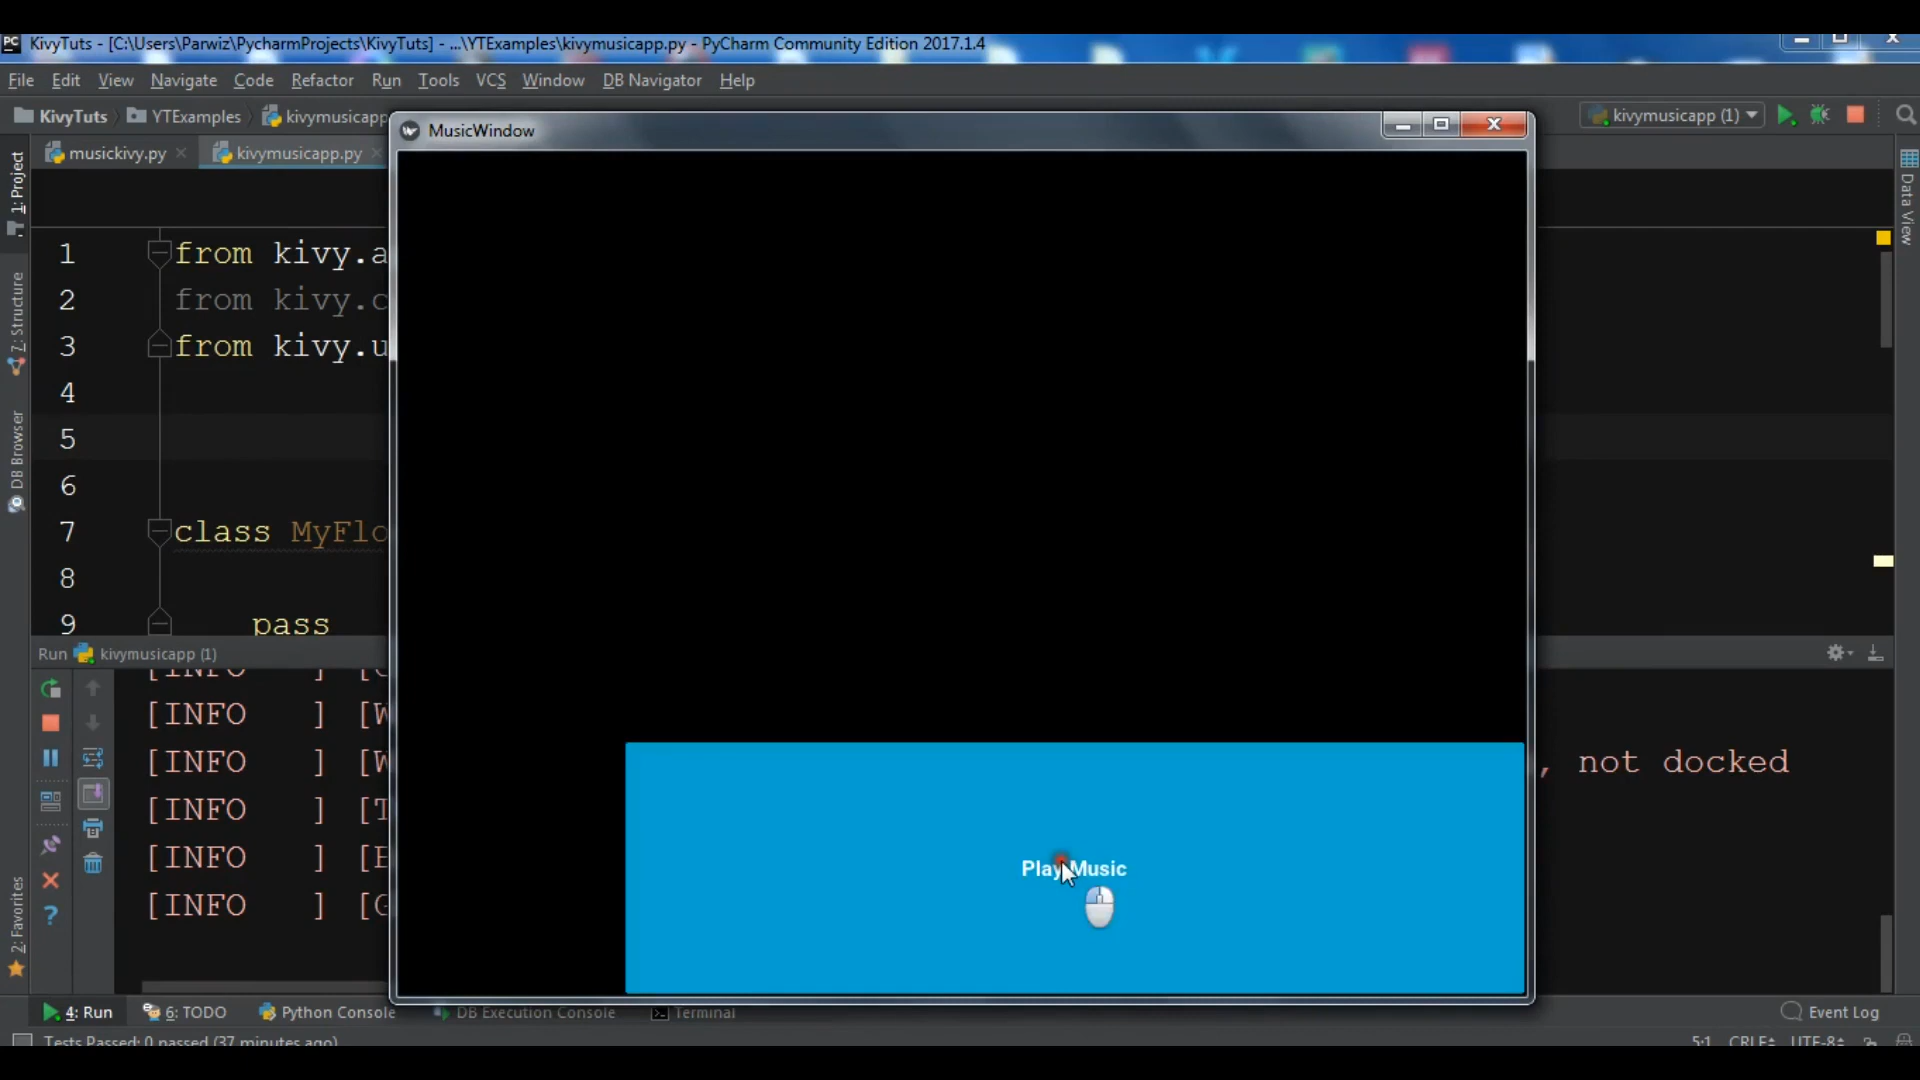 KivyTuts - [C:\Users\Parwiz\PycharmProjects\KivyTuts] - ...\YTExamples\kivymusicapp.py - PyCharm Community Edition 2017.1.4
File Edit View Navigate Code Refactor Run Tools VCS Window DB Navigator Help
KivyTuts YTExamples kivymusicapp
kivymusicapp (1)
MusicWindow
musickivy.py kivymusicapp.py
1: Project
7: Structure
DB Browser
2: Favorites
Data View
1 from kivy.a
2 from kivy.c
3 from kivy.u
4
5
6
7 class MyFlo
8
9 pass
Run kivymusicapp (1)
[INFO ] [
[INFO ] [W
[INFO ] [W , not docked
[INFO ] [T
[INFO ] [
[INFO ] [G
Play Music
4: Run 6: TODO Python Console DB Execution Console Terminal Event Log
Tests Passed: 0 passed (37 minutes ago) 5:1 CRLF UTF-8